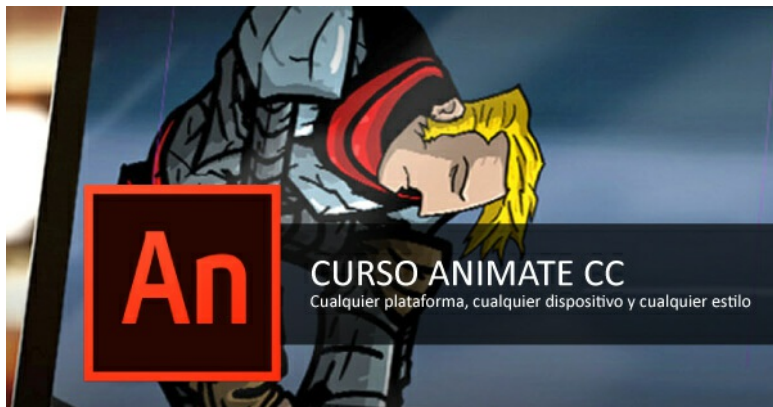 An
CURSO ANIMATE CC
Cualquier plataforma, cualquier dispositivo y cualquier estilo